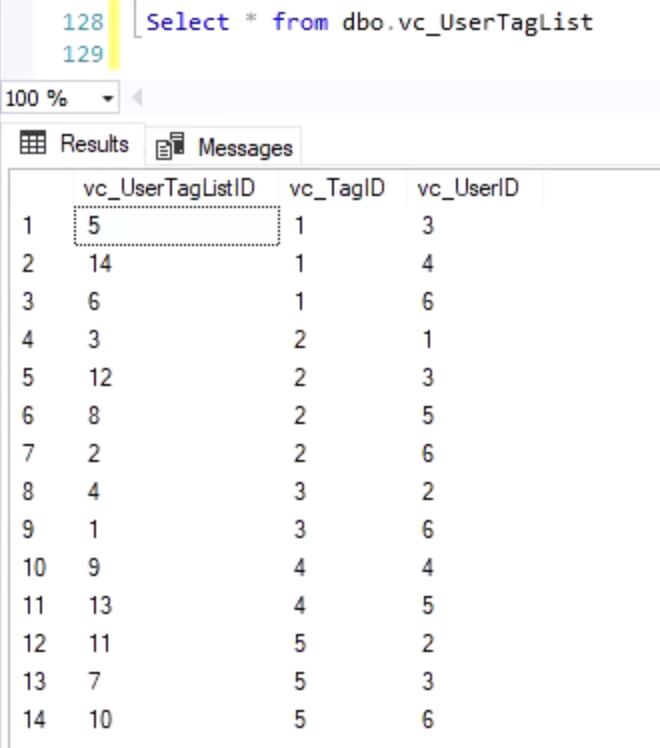 128 Select * from dbo.vc_UserTagList
129
100 %
Results Messages
vc_UserTagListID vc_TagID vc_UserID
1 5 1 3
2 14 1 4
3 6 1 6
4 3 2 1
5 12 2 3
6 8 2 5
7 2 2 6
8 4 3 2
9 1 3 6
10 9 4 4
11 13 4 5
12 11 5 2
13 7 5 3
14 10 5 6